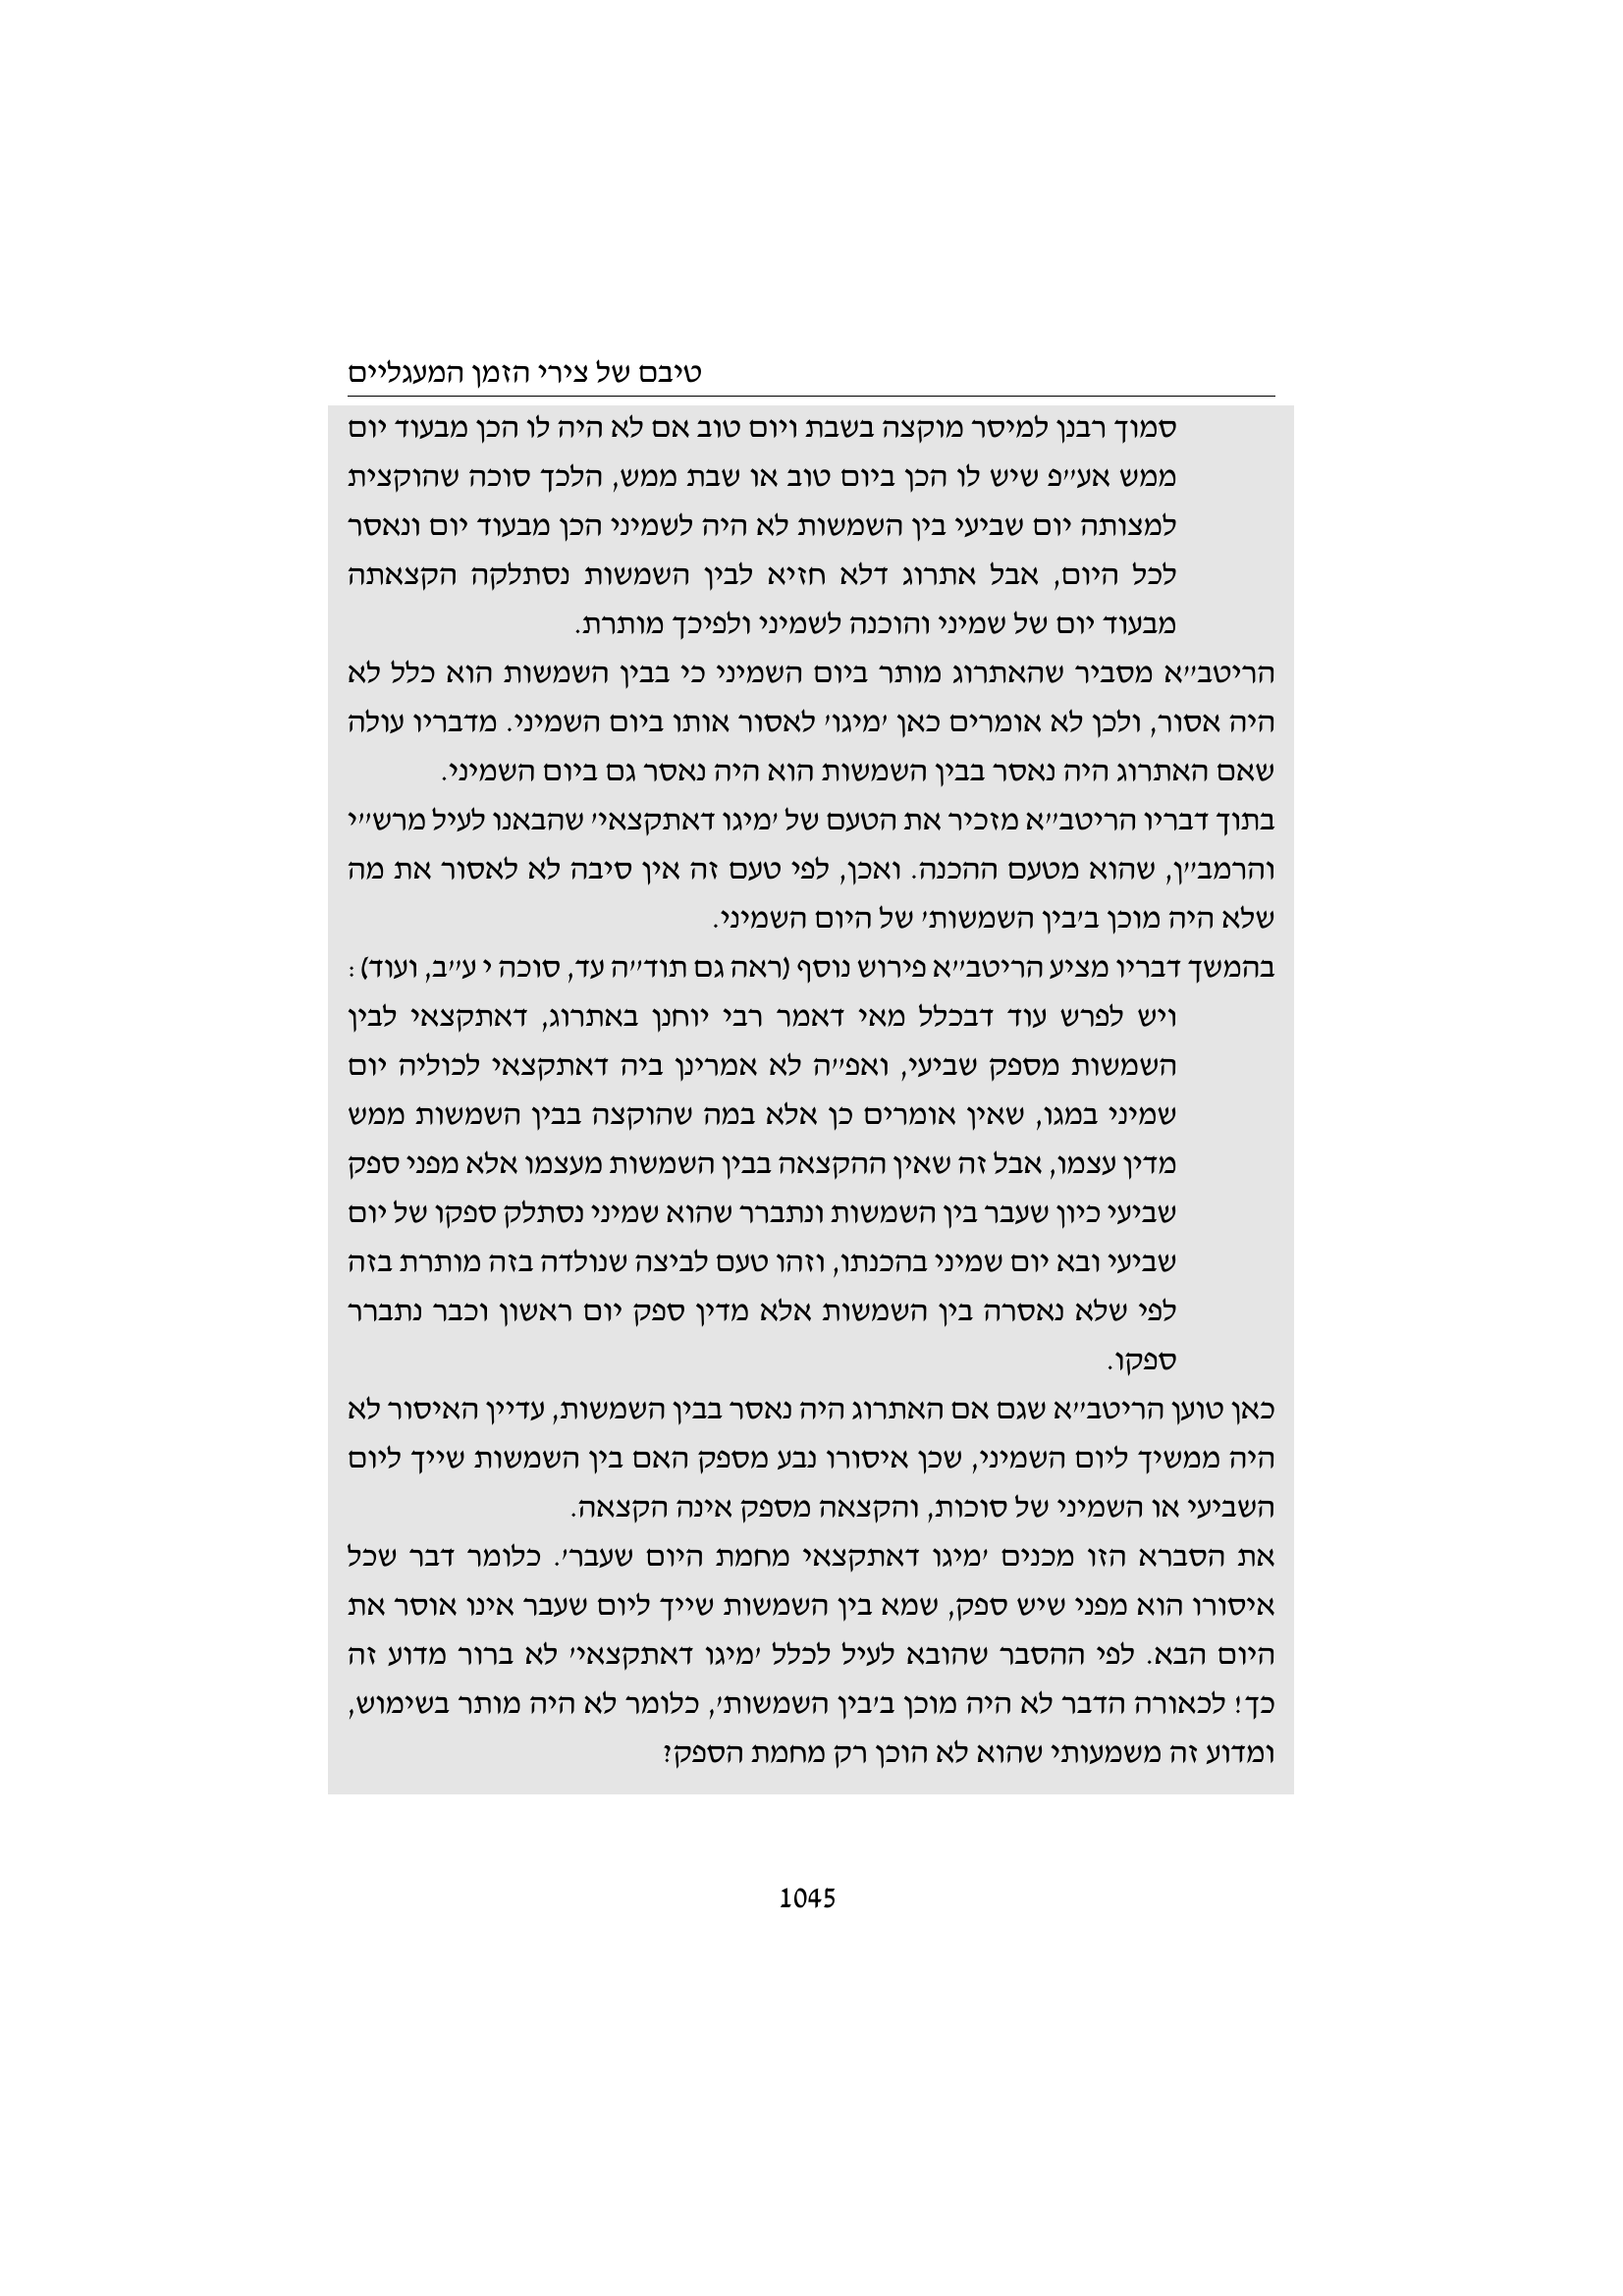 טיבם של צירי הזמן המעגליים
סמוך רבנן למיסר מוקצה בשבת ויום טוב אם לא היה לו הכן מבעוד יום
ממש אע״פ שיש לו הכן ביום טוב או שבת ממש, הלכך סוכה שהוקצית
למצותה יום שביעי בין השמשות לא היה לשמיני הכן מבעוד יום ונאסר
לכל היום, אבל אתרוג דלא חזיא לבין השמשות נסתלקה הקצאתה
מבעוד יום של שמיני והוכנה לשמיני ולפיכך מותרת.
הריטב״א מסביר שהאתרוג מותר ביום השמיני כי בבין השמשות הוא כלל לא
היה אסור, ולכן לא אומרים כאן ׳מיגו׳ לאסור אותו ביום השמיני. מדבריו עולה
שאם האתרוג היה נאסר בבין השמשות הוא היה נאסר גם ביום השמיני.
בתוך דבריו הריטב״א מזכיר את הטעם של ׳מיגו דאתקצאי׳ שהבאנו לעיל מרש״י
והרמב״ן, שהוא מטעם ההכנה. ואכן, לפי טעם זה אין סיבה לא לאסור את מה
שלא היה מוכן ב׳בין השמשות׳ של היום השמיני.
בהמשך דבריו מציע הריטב״א פירוש נוסף (ראה גם תוד״ה עד, סוכה י ע״ב, ועוד):
ויש לפרש עוד דבכלל מאי דאמר רבי יוחנן באתרוג, דאתקצאי לבין
השמשות מספק שביעי, ואפ״ה לא אמרינן ביה דאתקצאי לכוליה יום
שמיני במגו, שאין אומרים כן אלא במה שהוקצה בבין השמשות ממש
מדין עצמו, אבל זה שאין ההקצאה בבין השמשות מעצמו אלא מפני ספק
שביעי כיון שעבר בין השמשות ונתברר שהוא שמיני נסתלק ספקו של יום
שביעי ובא יום שמיני בהכנתו, וזהו טעם לביצה שנולדה בזה מותרת בזה
לפי שלא נאסרה בין השמשות אלא מדין ספק יום ראשון וכבר נתברר
ספקו.
כאן טוען הריטב״א שגם אם האתרוג היה נאסר בבין השמשות, עדיין האיסור לא
היה ממשיך ליום השמיני, שכן איסורו נבע מספק האם בין השמשות שייך ליום
השביעי או השמיני של סוכות, והקצאה מספק אינה הקצאה.
את הסברא הזו מכנים ׳מיגו דאתקצאי מחמת היום שעבר׳. כלומר דבר שכל
איסורו הוא מפני שיש ספק, שמא בין השמשות שייך ליום שעבר אינו אוסר את
היום הבא. לפי ההסבר שהובא לעיל לכלל ׳מיגו דאתקצאי׳ לא ברור מדוע זה
כך! לכאורה הדבר לא היה מוכן ב׳בין השמשות׳, כלומר לא היה מותר בשימוש,
ומדוע זה משמעותי שהוא לא הוכן רק מחמת הספק?
1045